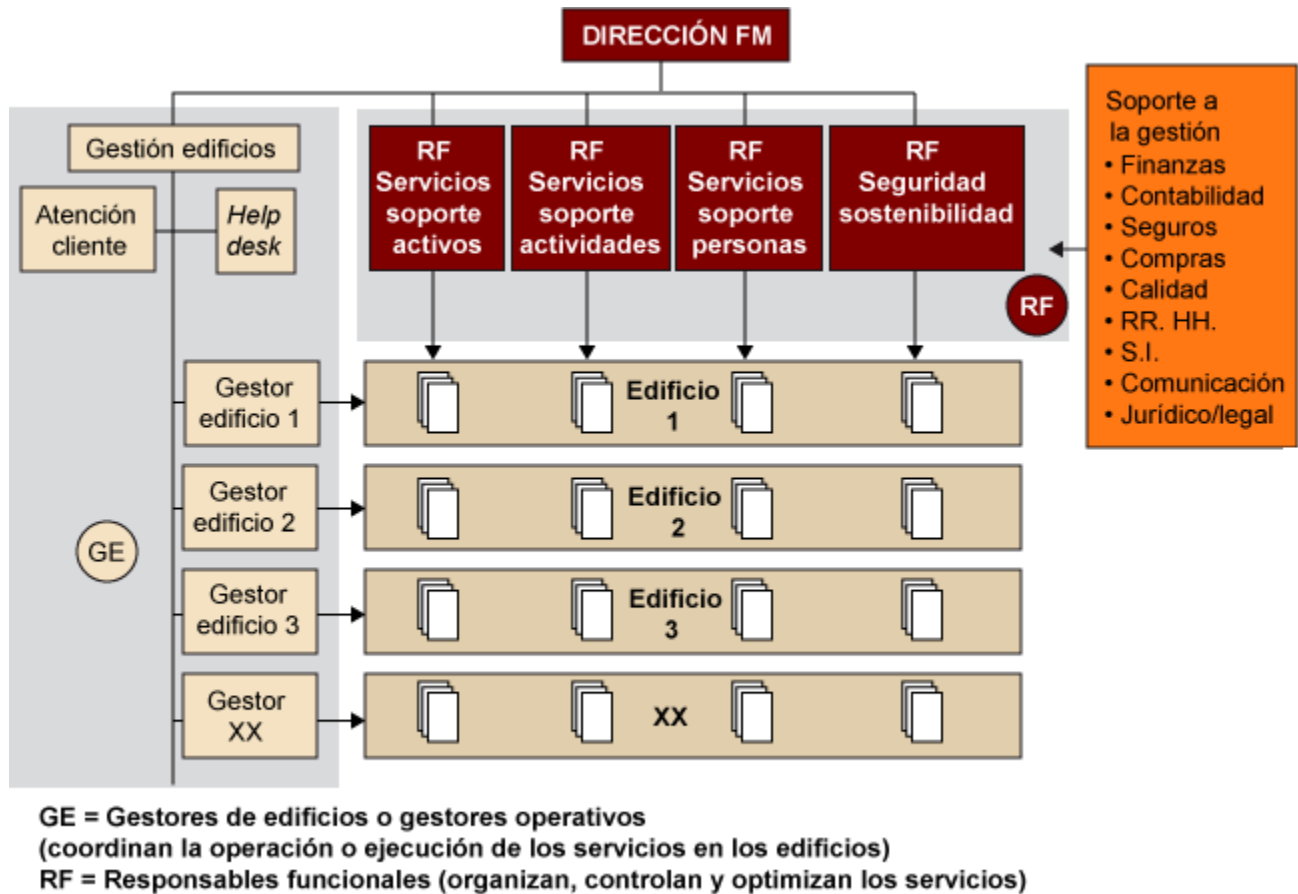 DIRECCIÓN FM
Gestión edificios
Atención
cliente
Help
desk
RF
Servicios
soporte
activos
RF
Servicios
soporte
actividades
RF
Servicios
soporte
personas
RF
Seguridad
sostenibilidad
RF
Soporte a
la gestión
• Finanzas
• Contabilidad
• Seguros
• Compras
• Calidad
• RR. HH.
• S.I.
• Comunicación
• Jurídico/legal
Gestor
edificio 1
Edificio
1
Gestor
edificio 2
Edificio
2
GE
Gestor
edificio 3
Edificio
3
Gestor
XX
XX
GE = Gestores de edificios o gestores operativos
(coordinan la operación o ejecución de los servicios en los edificios)
RF = Responsables funcionales (organizan, controlan y optimizan los servicios)